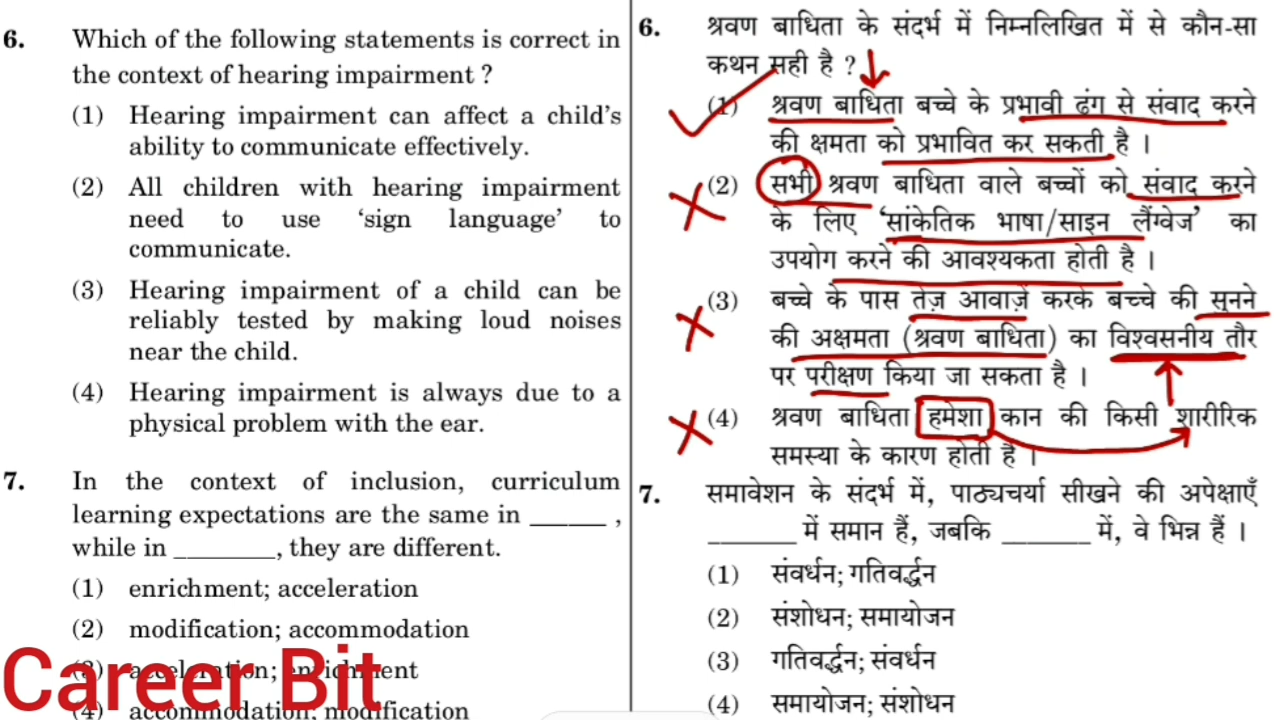 6. Which of the following statements is correct in
the context of hearing impairment ?
(1) Hearing impairment can affect a child's
ability to communicate effectively.
(2) All children with hearing impairment
need to use ‘sign language’ to
communicate.
(3) Hearing impairment of a child can be
reliably tested by making loud noises
near the child.
(4) Hearing impairment is always due to a
physical problem with the ear.
7. In the context of inclusion, curriculum
learning expectations are the same in ______ ,
while in ________, they are different.
(1) enrichment; acceleration
(2) modification; accommodation
(3) acceleration; enrichment
(4) accommodation; modification
Career Bit
6. श्रवण बाधिता के संदर्भ में निम्नलिखित में से कौन-सा
कथन सही है ?
(1) श्रवण बाधिता बच्चे के प्रभावी ढंग से संवाद करने
की क्षमता को प्रभावित कर सकती है ।
(2) सभी श्रवण बाधिता वाले बच्चों को संवाद करने
के लिए ‘सांकेतिक भाषा/साइन लैंग्वेज’ का
उपयोग करने की आवश्यकता होती है ।
(3) बच्चे के पास तेज़ आवाज़ें करके बच्चे की सुनने
की अक्षमता (श्रवण बाधिता) का विश्वसनीय तौर
पर परीक्षण किया जा सकता है ।
(4) श्रवण बाधिता हमेशा कान की किसी शारीरिक
समस्या के कारण होती है ।
7. समावेशन के संदर्भ में, पाठ्यचर्या सीखने की अपेक्षाएँ
_______ में समान हैं, जबकि _______ में, वे भिन्न हैं ।
(1) संवर्धन; गतिवर्द्धन
(2) संशोधन; समायोजन
(3) गतिवर्द्धन; संवर्धन
(4) समायोजन; संशोधन